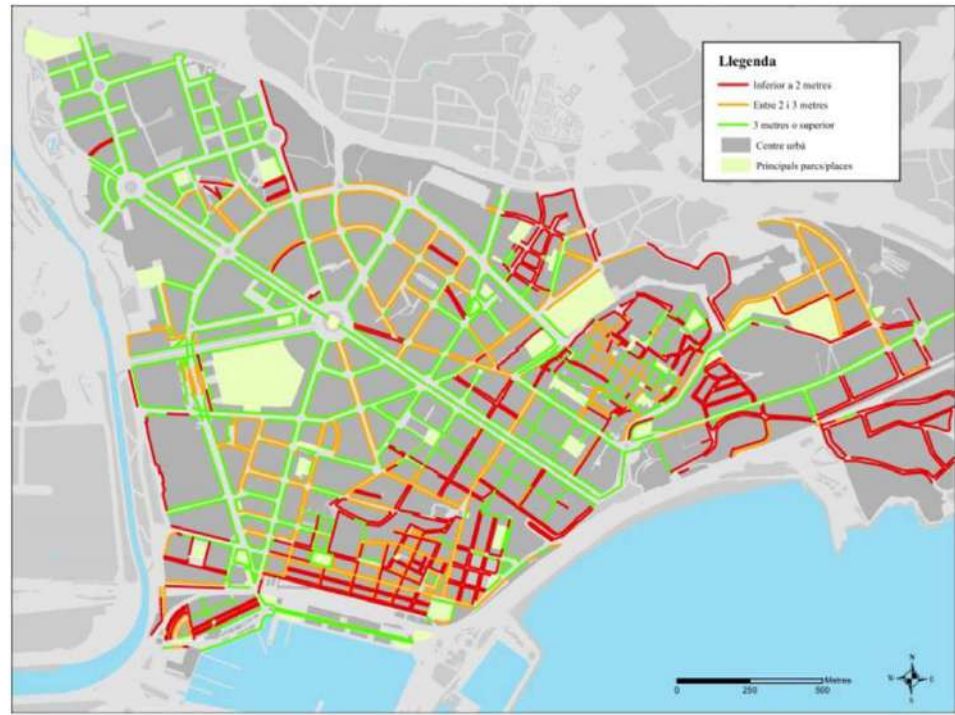 Llegenda
Inferior a 2 metres
Entre 2 i 3 metres
3 metres o superior
Centre urbà
Principals parcs/places
N
W
E
S
Metres
0
250
500